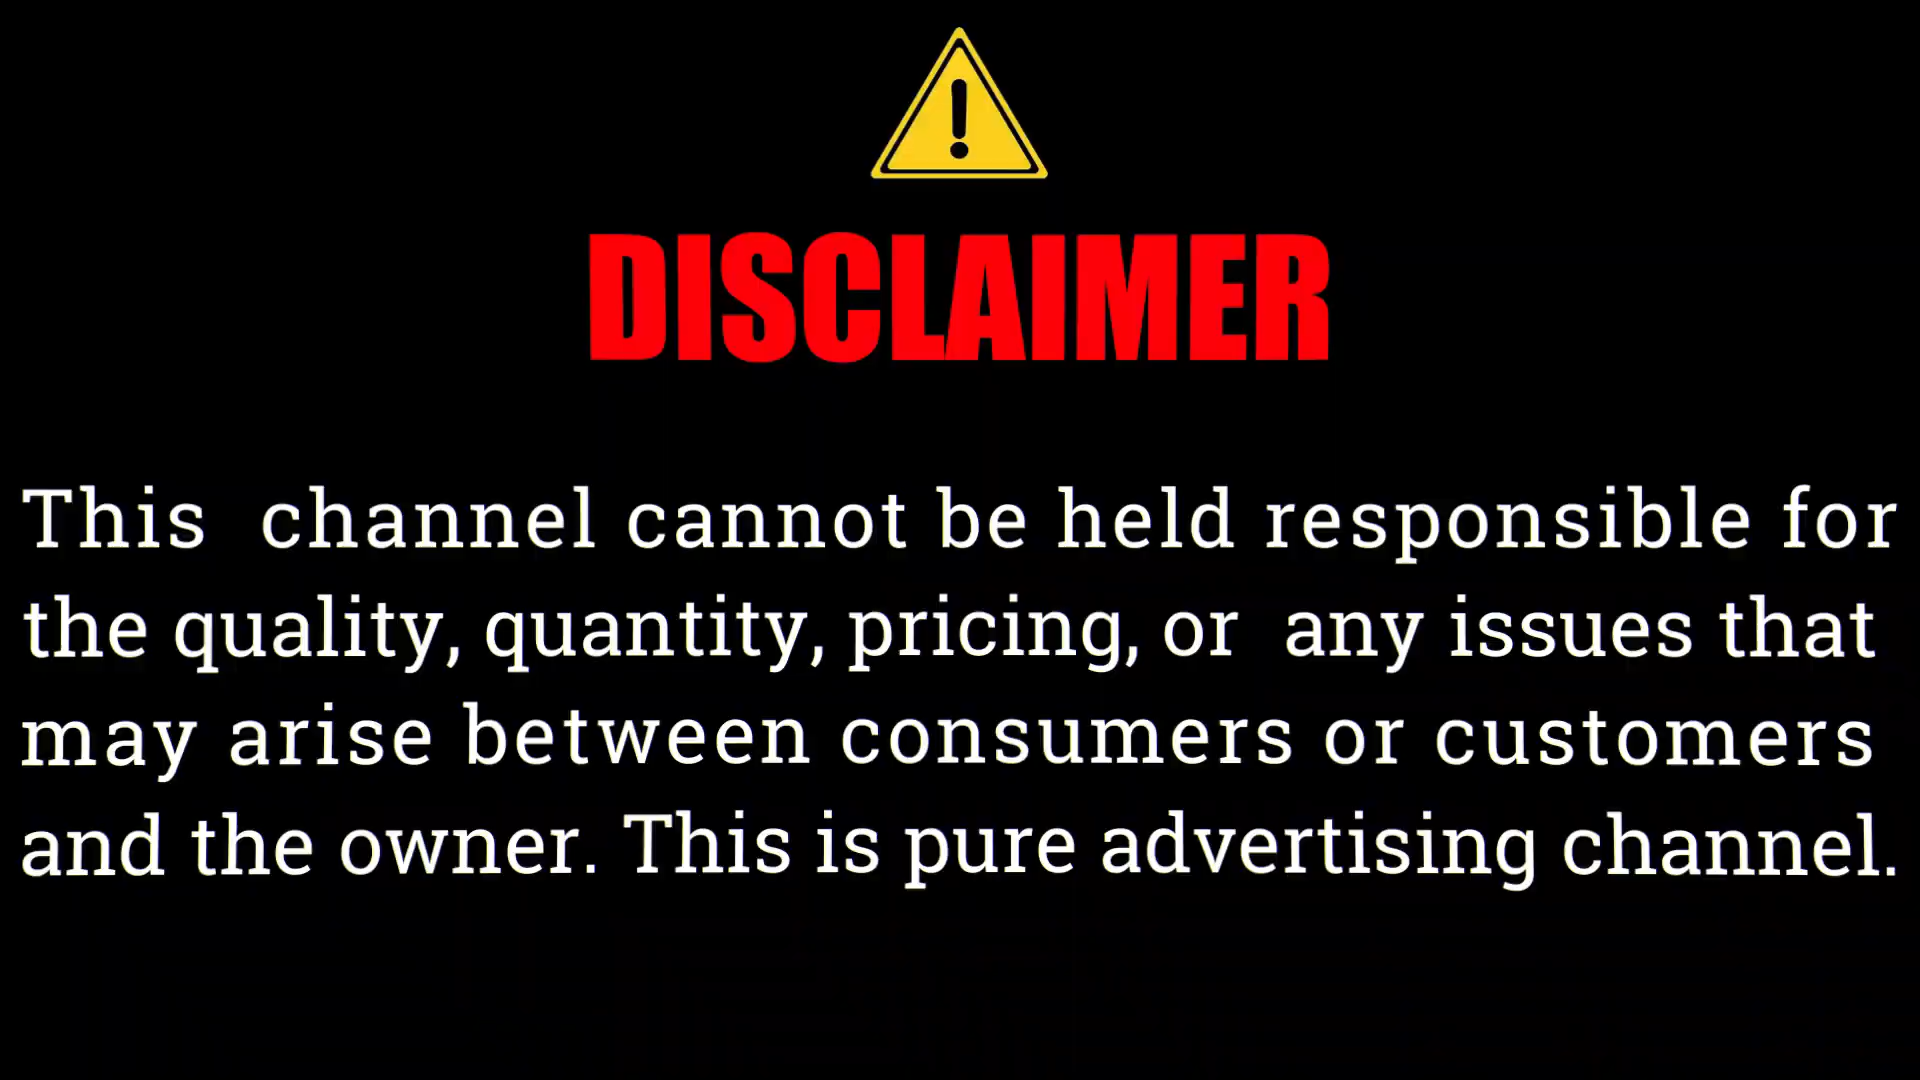 DISCLAIMER
This channel cannot be held responsible for
the quality, quantity, pricing, or any issues that
may arise between consumers or customers
and the owner. This is pure advertising channel.